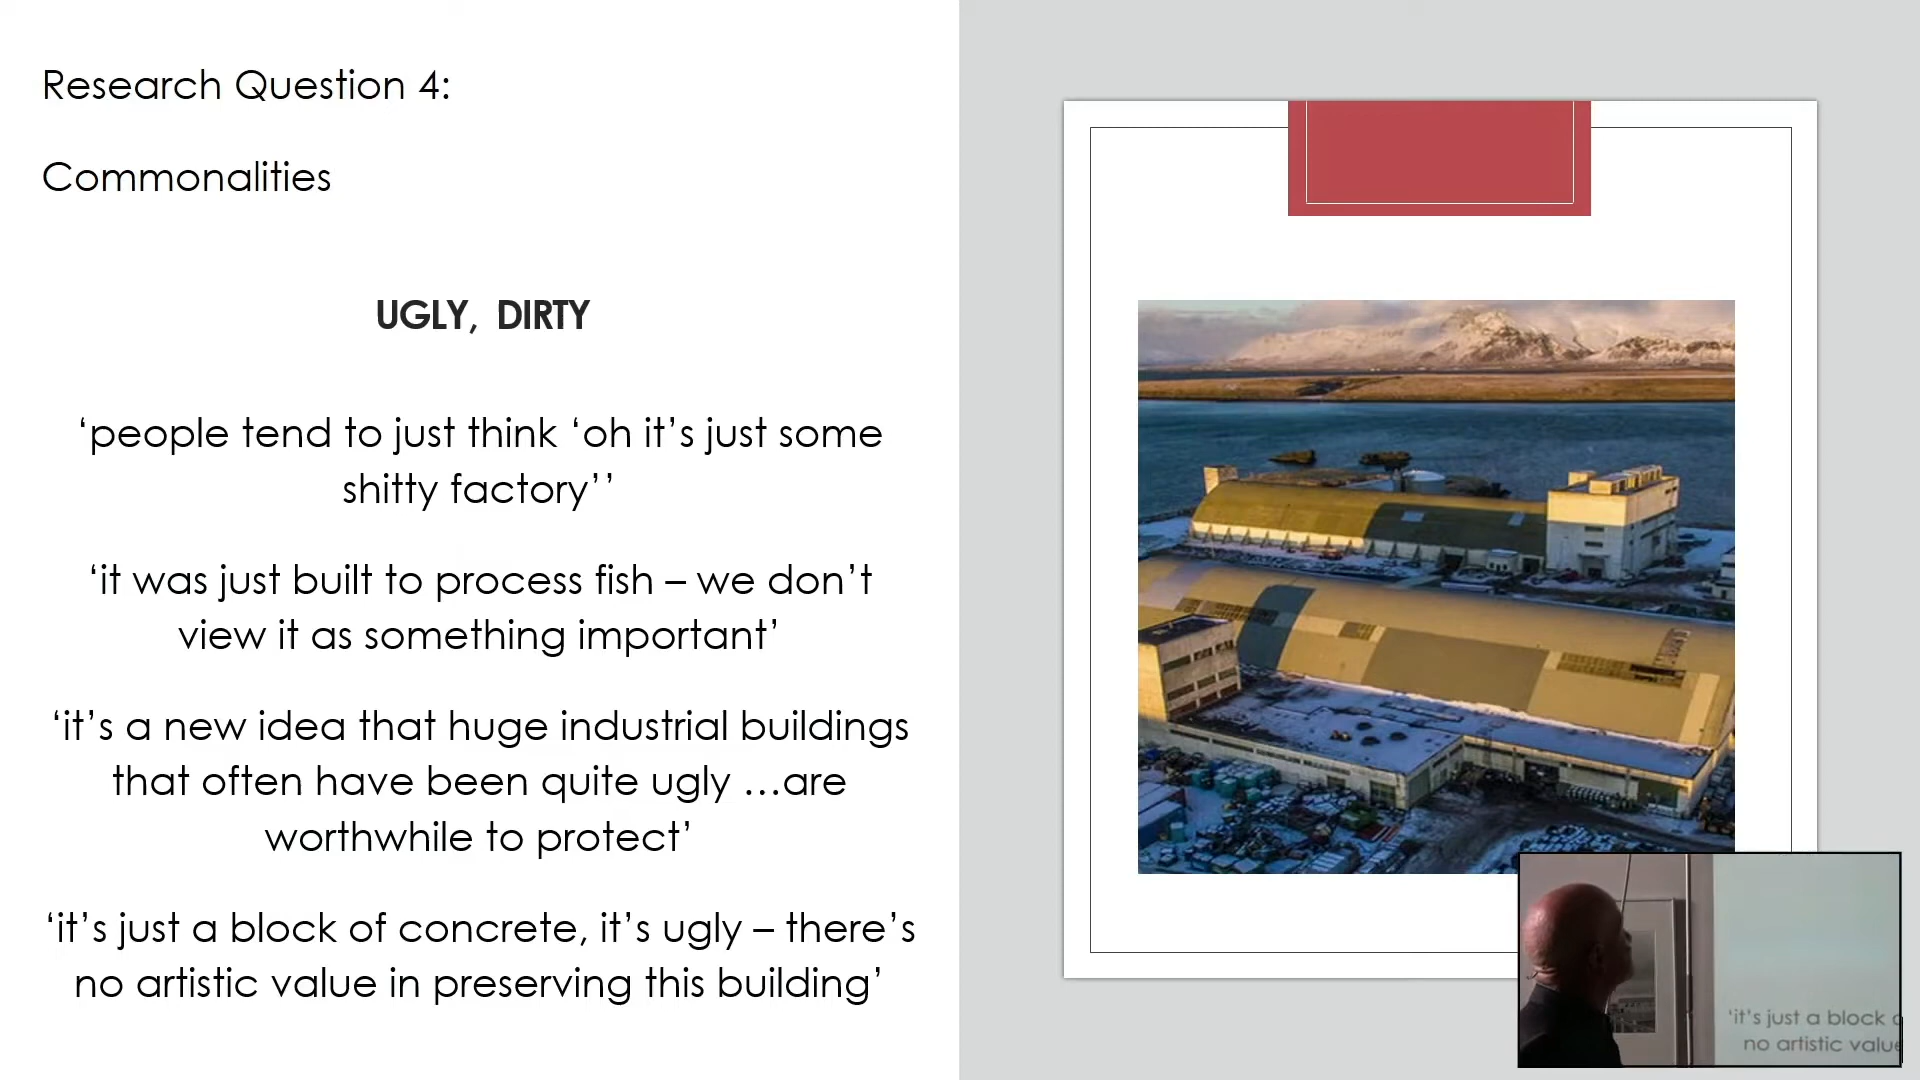 Research Question 4:
Commonalities
UGLY, DIRTY
‘people tend to just think ‘oh it’s just some
shitty factory’’
‘it was just built to process fish – we don’t
view it as something important’
‘it’s a new idea that huge industrial buildings
that often have been quite ugly …are
worthwhile to protect’
‘it’s just a block of concrete, it’s ugly – there’s
no artistic value in preserving this building’
‘it’s just a block
no artistic value